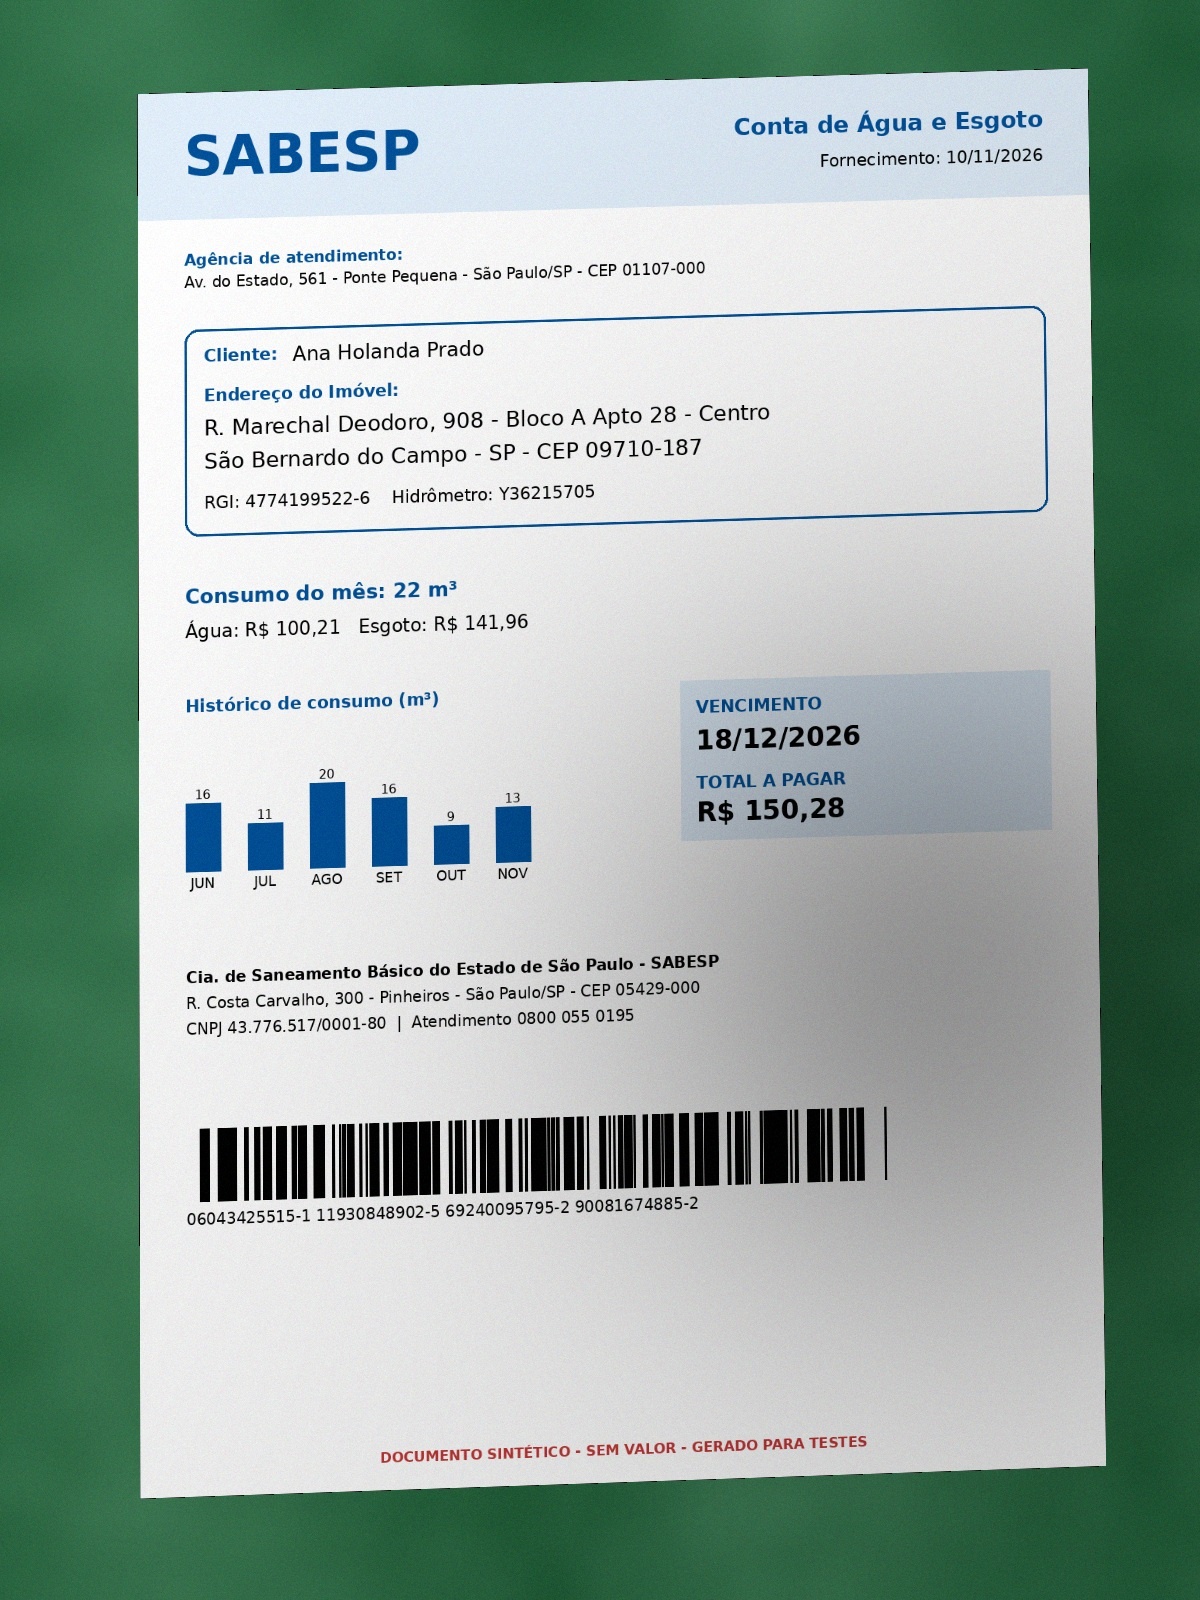 SABESP
Conta de Água e Esgoto
Fornecimento: 10/11/2026
Agência de atendimento:
Av. do Estado, 561 - Ponte Pequena - São Paulo/SP - CEP 01107-000
Cliente: Ana Holanda Prado
Endereço do Imóvel:
R. Marechal Deodoro, 908 - Bloco A Apto 28 - Centro
São Bernardo do Campo - SP - CEP 09710-187
RGI: 4774199522-6 Hidrômetro: Y36215705
Consumo do mês: 22 m³
Água: R$ 100,21 Esgoto: R$ 141,96
Histórico de consumo (m³)
16 11 20 16 9 13
JUN JUL AGO SET OUT NOV
VENCIMENTO
18/12/2026
TOTAL A PAGAR
R$ 150,28
Cia. de Saneamento Básico do Estado de São Paulo - SABESP
R. Costa Carvalho, 300 - Pinheiros - São Paulo/SP - CEP 05429-000
CNPJ 43.776.517/0001-80 | Atendimento 0800 055 0195
06043425515-1 11930848902-5 69240095795-2 90081674885-2
DOCUMENTO SINTÉTICO - SEM VALOR - GERADO PARA TESTES